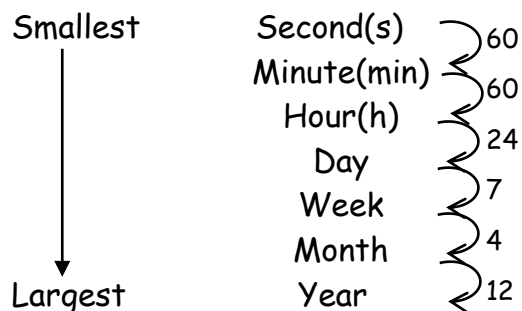 Smallest Second(s)
60
Minute(min)
60
Hour(h)
24
Day
7
Week
4
Month
12
Largest Year